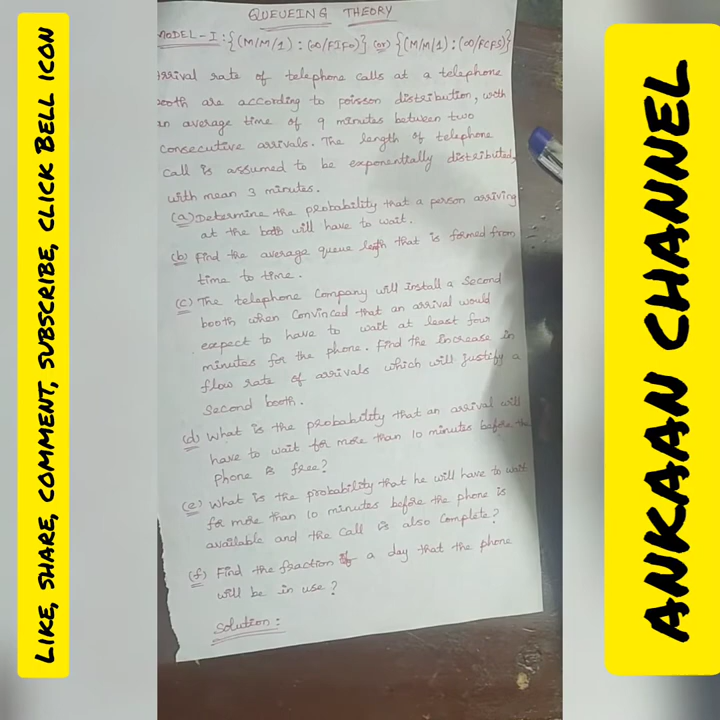 LIKE, SHARE, COMMENT, SUBSCRIBE, CLICK BELL ICON
QUEUEING THEORY
MODEL-I : {(M/M/1) : (∞/FIFO)} (or) {(M/M/1) : (∞/FCFS)}
Arrival rate of telephone calls at a telephone
booth are according to poisson distribution, with
an average time of 9 minutes between two
consecutive arrivals. The length of telephone
call is assumed to be exponentially distributed,
with mean 3 minutes.
(a) Determine the probability that a person arriving
at the booth will have to wait.
(b) Find the average queue length that is formed from
time to time.
(c) The telephone Company will install a second
booth when Convinced that an arrival would
expect to have to wait at least four
minutes for the phone. Find the increase in
flow rate of arrivals which will justify a
second booth.
(d) What is the probability that an arrival will
have to wait for more than 10 minutes before the
phone is free?
(e) What is the probability that he will have to wait
for more than 10 minutes before the phone is
available and the call is also complete?
(f) Find the fraction of a day that the phone
will be in use?
Solution:
ANKAAN CHANNEL